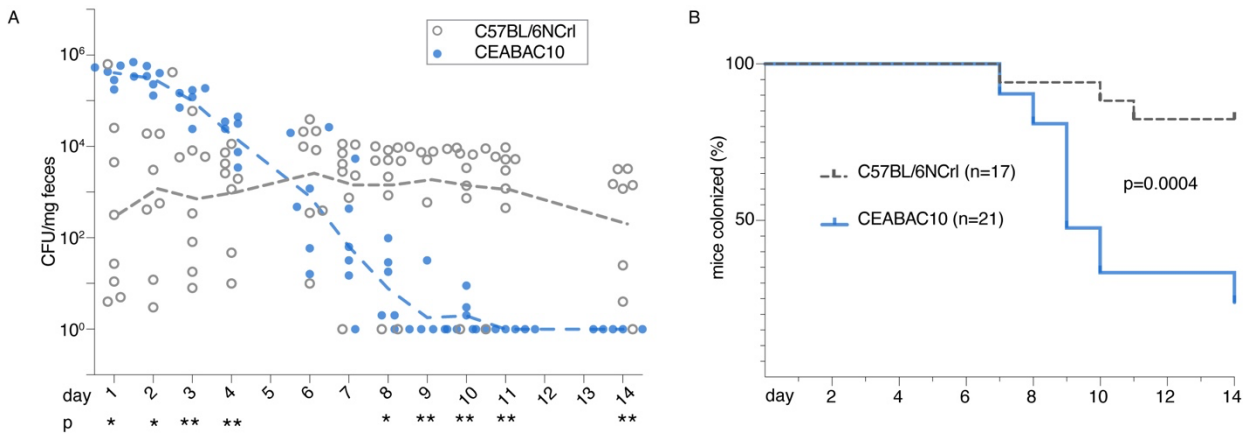 A
C57BL/6NCrl
CEABAC10
CFU/mg feces
10⁶
10⁴
10²
10⁰
day 1 2 3 4 5 6 7 8 9 10 11 12 13 14
p * * ** ** * ** ** ** **
B
mice colonized (%)
100
50
C57BL/6NCrl (n=17)
p=0.0004
CEABAC10 (n=21)
day 2 4 6 8 10 12 14